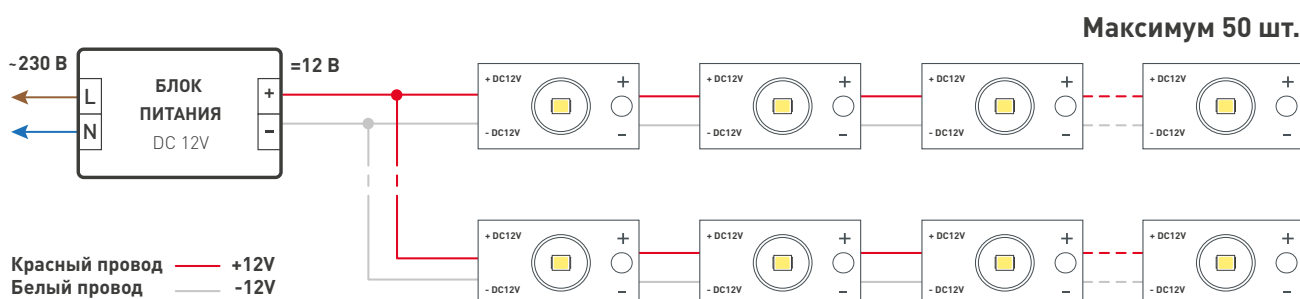 Максимум 50 шт.
~230 В
БЛОК
ПИТАНИЯ
DC 12V
L
N
+
-
=12 В
+ DC12V
- DC12V
+
-
+ DC12V
- DC12V
+
-
+ DC12V
- DC12V
+
-
+ DC12V
- DC12V
+
-
+ DC12V
- DC12V
+
-
+ DC12V
- DC12V
+
-
+ DC12V
- DC12V
+
-
+ DC12V
- DC12V
+
-
Красный провод +12V
Белый провод -12V